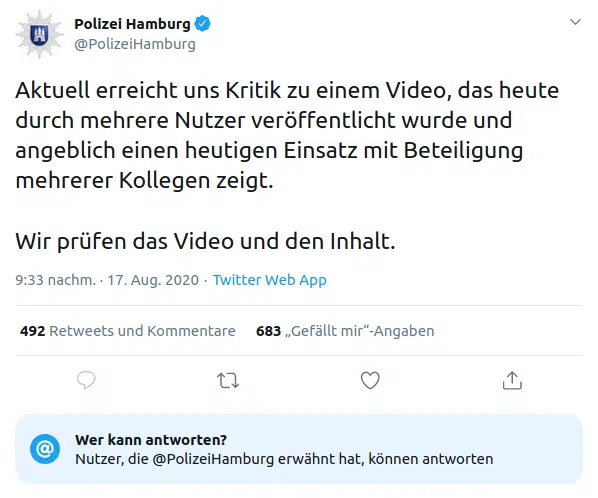 Polizei Hamburg
@PolizeiHamburg
Aktuell erreicht uns Kritik zu einem Video, das heute
durch mehrere Nutzer veröffentlicht wurde und
angeblich einen heutigen Einsatz mit Beteiligung
mehrerer Kollegen zeigt.
Wir prüfen das Video und den Inhalt.
9:33 nachm. · 17. Aug. 2020 · Twitter Web App
492 Retweets und Kommentare 683 „Gefällt mir“-Angaben
@
Wer kann antworten?
Nutzer, die @PolizeiHamburg erwähnt hat, können antworten